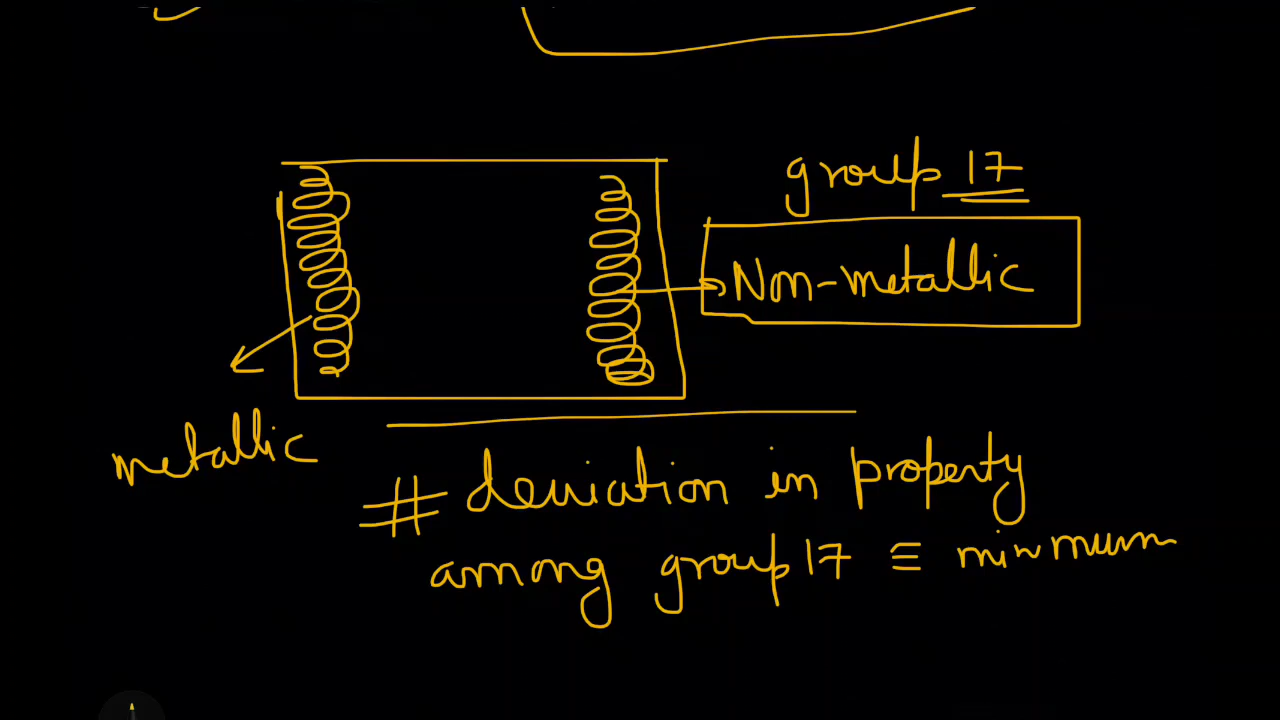 group 17
Non-metallic
metallic
# deviation in property
among group 17 ≡ minimum